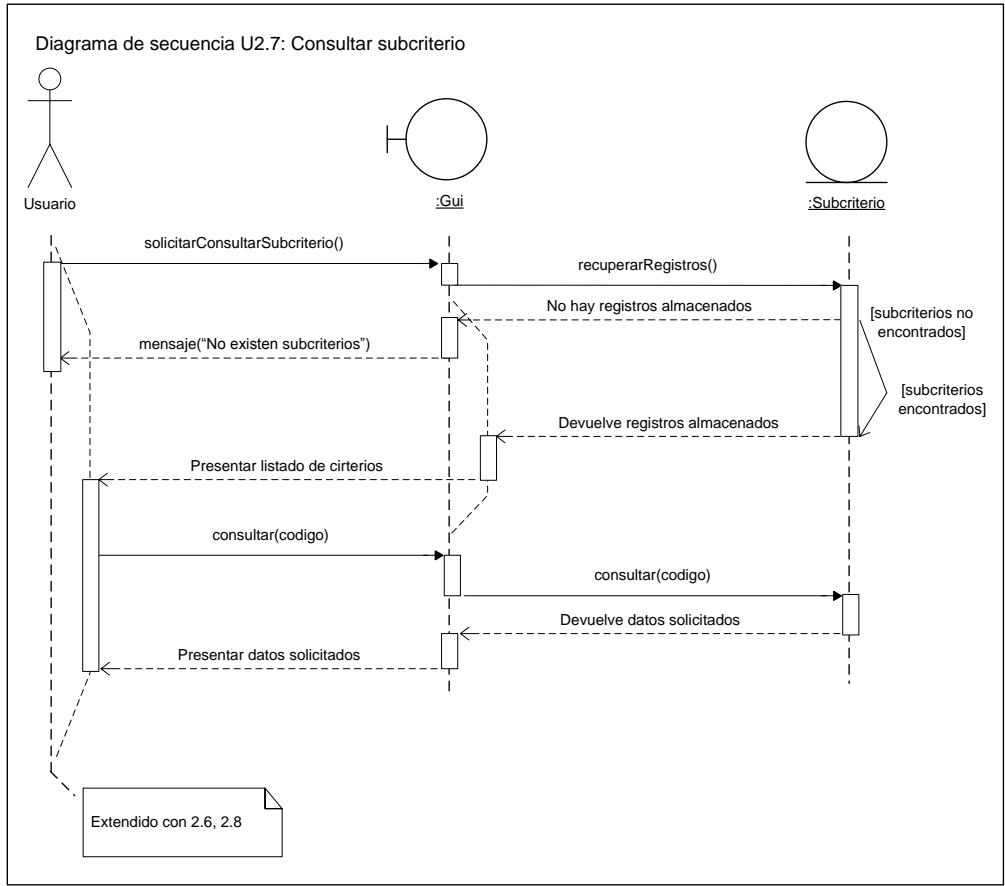 Diagrama de secuencia U2.7: Consultar subcriterio
Usuario
:Gui
:Subcriterio
solicitarConsultarSubcriterio()
recuperarRegistros()
No hay registros almacenados
[subcriterios no
encontrados]
mensaje(“No existen subcriterios”)
[subcriterios
encontrados]
Devuelve registros almacenados
Presentar listado de cirterios
consultar(codigo)
consultar(codigo)
Devuelve datos solicitados
Presentar datos solicitados
Extendido con 2.6, 2.8